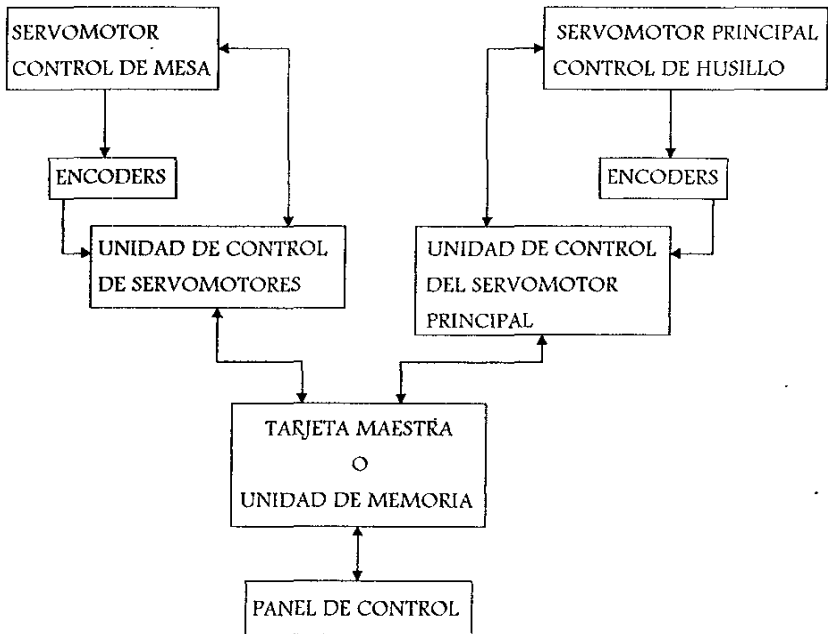 SERVOMOTOR
CONTROL DE MESA
SERVOMOTOR PRINCIPAL
CONTROL DE HUSILLO
ENCODERS
ENCODERS
UNIDAD DE CONTROL
DE SERVOMOTORES
UNIDAD DE CONTROL
DEL SERVOMOTOR
PRINCIPAL
TARJETA MAESTRA
O
UNIDAD DE MEMORIA
PANEL DE CONTROL